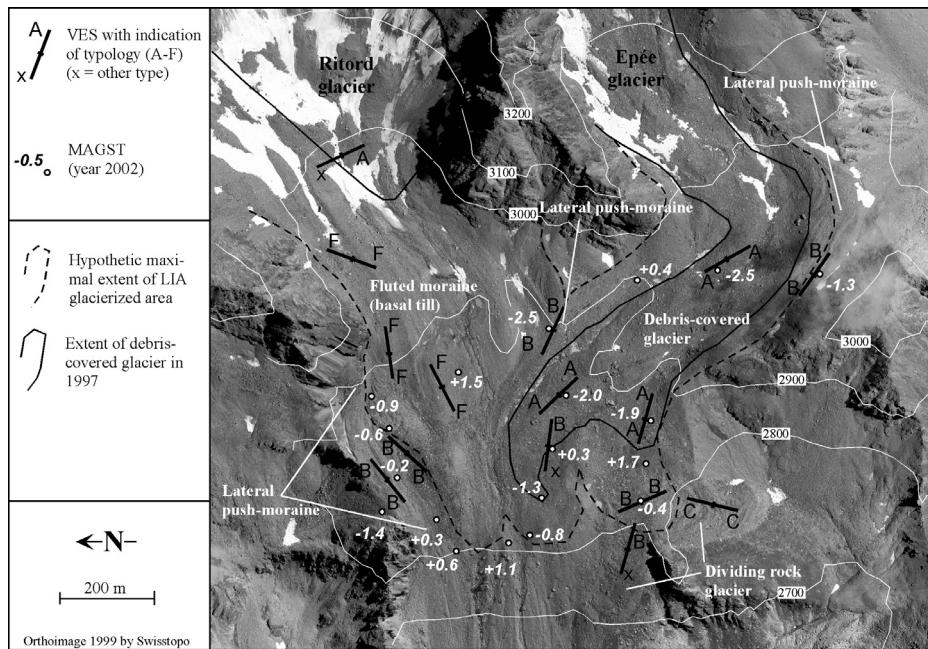 A
x
VES with indication
of typology (A-F)
(x = other type)
-0.5
MAGST
(year 2002)
Hypothetic maxi-
mal extent of LIA
glacierized area
Extent of debris-
covered glacier in
1997
N
200 m
Orthoimage 1999 by Swisstopo
Ritord
glacier
Epée
glacier
Lateral push-moraine
3200
3100
3000
A
x
Lateral push-moraine
F
F
Fluted moraine
(basal till)
+0.4
A
A
-2.5
B
B
-1.3
-2.5
B
B
Debris-covered
glacier
3000
F
F
+1.5
F
2900
-0.9
A
-2.0
A
-1.9
A
2800
-0.6
B
B
-0.2
B
B
B
+0.3
x
+1.7
Lateral
push-moraine
-1.3
B
B
-0.4
C
C
-1.4
+0.3
-0.8
B
x
+0.6
+1.1
Dividing rock
glacier
2700